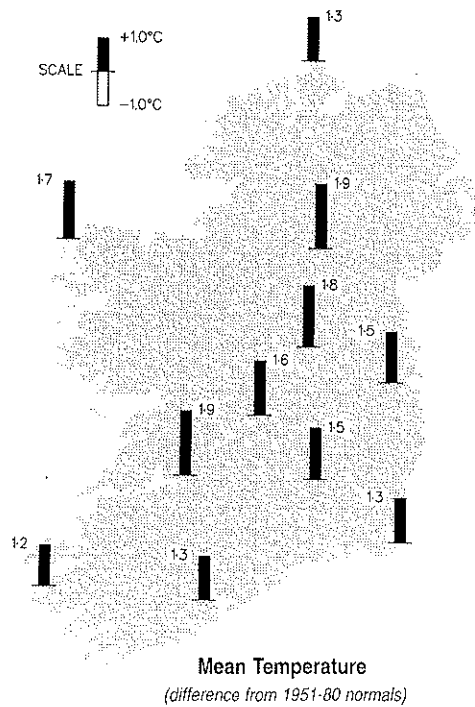 1·3
+1.0°C
SCALE
−1.0°C
1·7
1·9
1·8
1·5
1·6
1·9
1·5
1·3
1·2
1·3
Mean Temperature
(difference from 1951-80 normals)